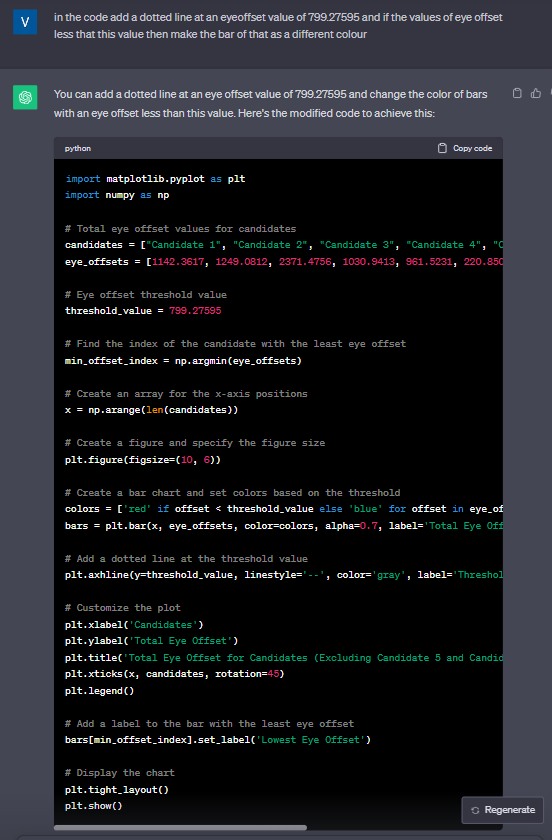 V
in the code add a dotted line at an eyeoffset value of 799.27595 and if the values of eye offset
less that this value then make the bar of that as a different colour
You can add a dotted line at an eye offset value of 799.27595 and change the color of bars
with an eye offset less than this value. Here's the modified code to achieve this:
python
Copy code
import matplotlib.pyplot as plt
import numpy as np
# Total eye offset values for candidates
candidates = ["Candidate 1", "Candidate 2", "Candidate 3", "Candidate 4", "C
eye_offsets = [1142.3617, 1249.0812, 2371.4756, 1030.9413, 961.5231, 220.850
# Eye offset threshold value
threshold_value = 799.27595
# Find the index of the candidate with the least eye offset
min_offset_index = np.argmin(eye_offsets)
# Create an array for the x-axis positions
x = np.arange(len(candidates))
# Create a figure and specify the figure size
plt.figure(figsize=(10, 6))
# Create a bar chart and set colors based on the threshold
colors = ['red' if offset < threshold_value else 'blue' for offset in eye_of
bars = plt.bar(x, eye_offsets, color=colors, alpha=0.7, label='Total Eye Off
# Add a dotted line at the threshold value
plt.axhline(y=threshold_value, linestyle='--', color='gray', label='Threshol
# Customize the plot
plt.xlabel('Candidates')
plt.ylabel('Total Eye Offset')
plt.title('Total Eye Offset for Candidates (Excluding Candidate 5 and Candid
plt.xticks(x, candidates, rotation=45)
plt.legend()
# Add a label to the bar with the least eye offset
bars[min_offset_index].set_label('Lowest Eye Offset')
# Display the chart
plt.tight_layout()
plt.show()
Regenerate